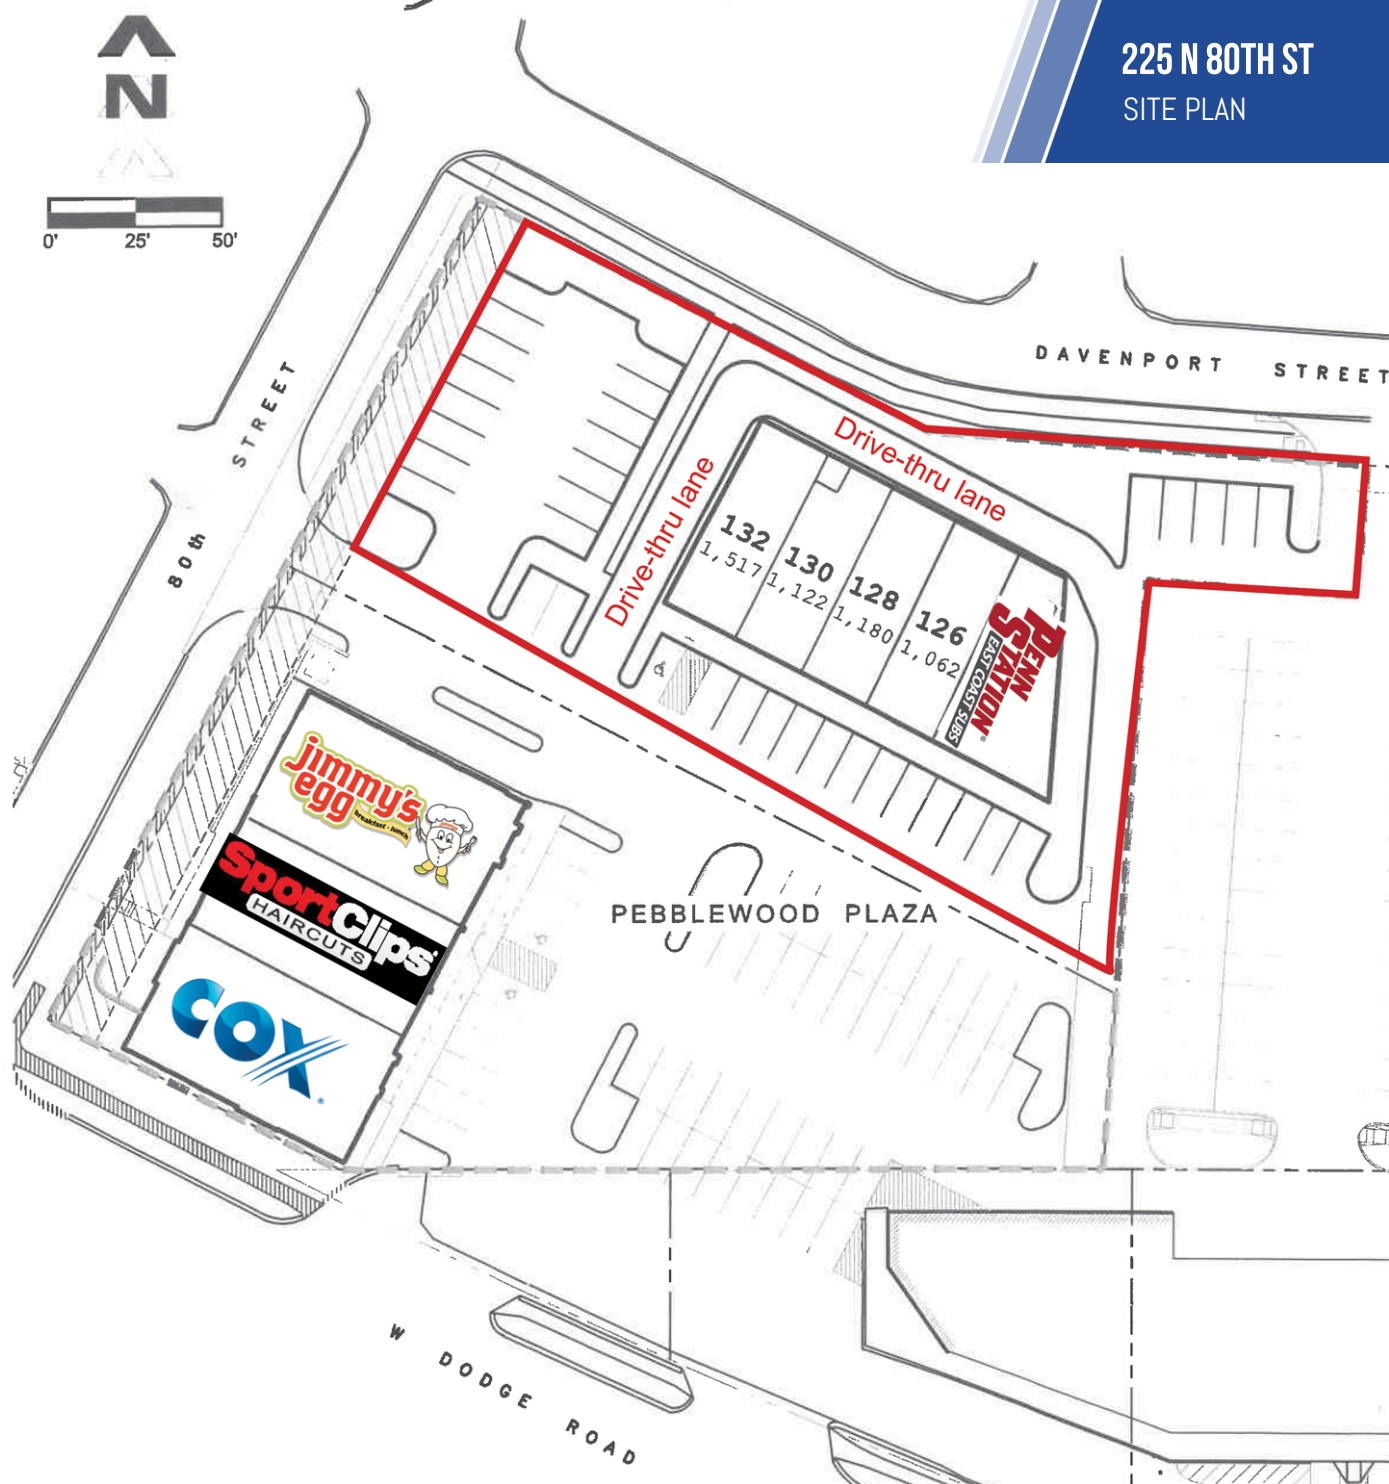 225 N 80TH ST
SITE PLAN
N
0' 25' 50'
DAVENPORT STREET
80th STREET
Drive-thru lane
Drive-thru lane
132
1,517
130
1,122
128
1,180
126
1,062
PENN
STATION
EAST COAST SUBS
®
jimmy's
egg
breakfast • lunch
SportClips
HAIRCUTS
COX
PEBBLEWOOD PLAZA
W DODGE ROAD